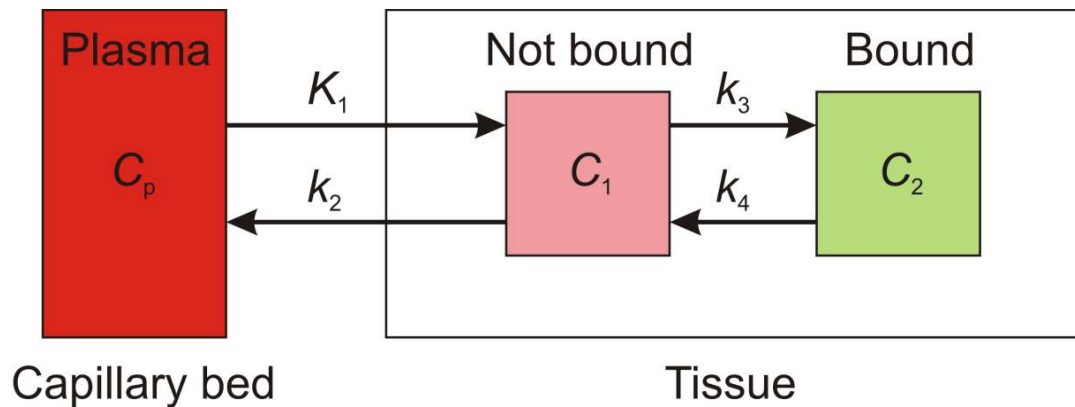 Plasma
Not bound
Bound
K₁
k₃
Cₚ
C₁
C₂
k₂
k₄
Capillary bed
Tissue